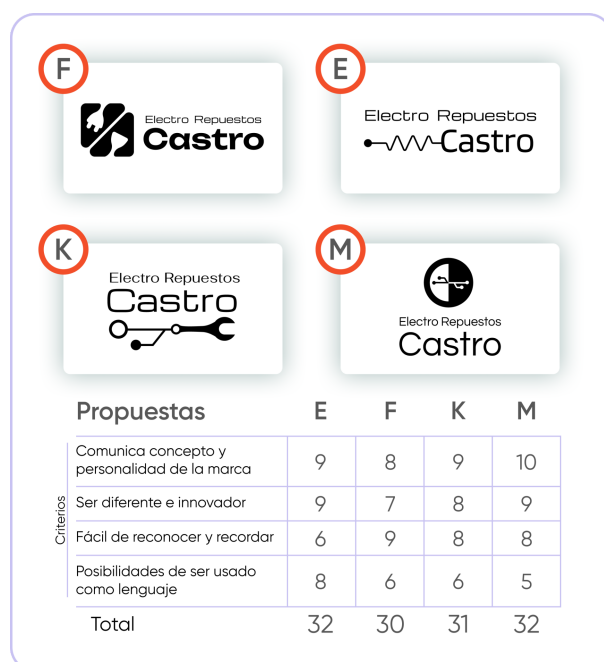 F
Electro Repuestos
Castro
E
Electro Repuestos
Castro
K
Electro Repuestos
Castro
M
Electro Repuestos
Castro
Propuestas E F K M
Criterios
Comunica concepto y
personalidad de la marca 9 8 9 10
Ser diferente e innovador 9 7 8 9
Fácil de reconocer y recordar 6 9 8 8
Posibilidades de ser usado
como lenguaje 8 6 6 5
Total 32 30 31 32